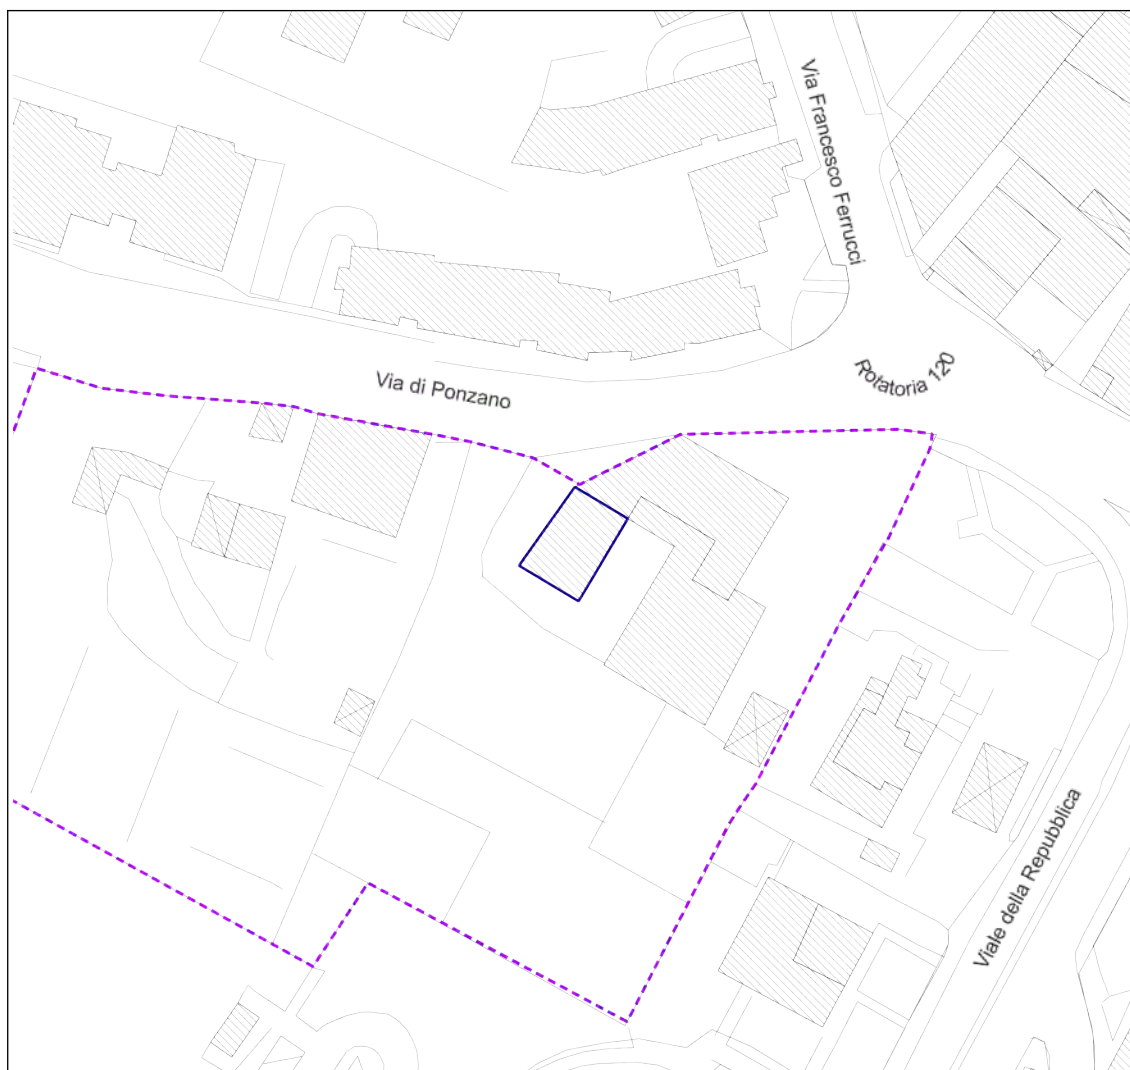 Via Francesco Ferrucci
Rotatoria 120
Via di Ponzano
Viale della Repubblica